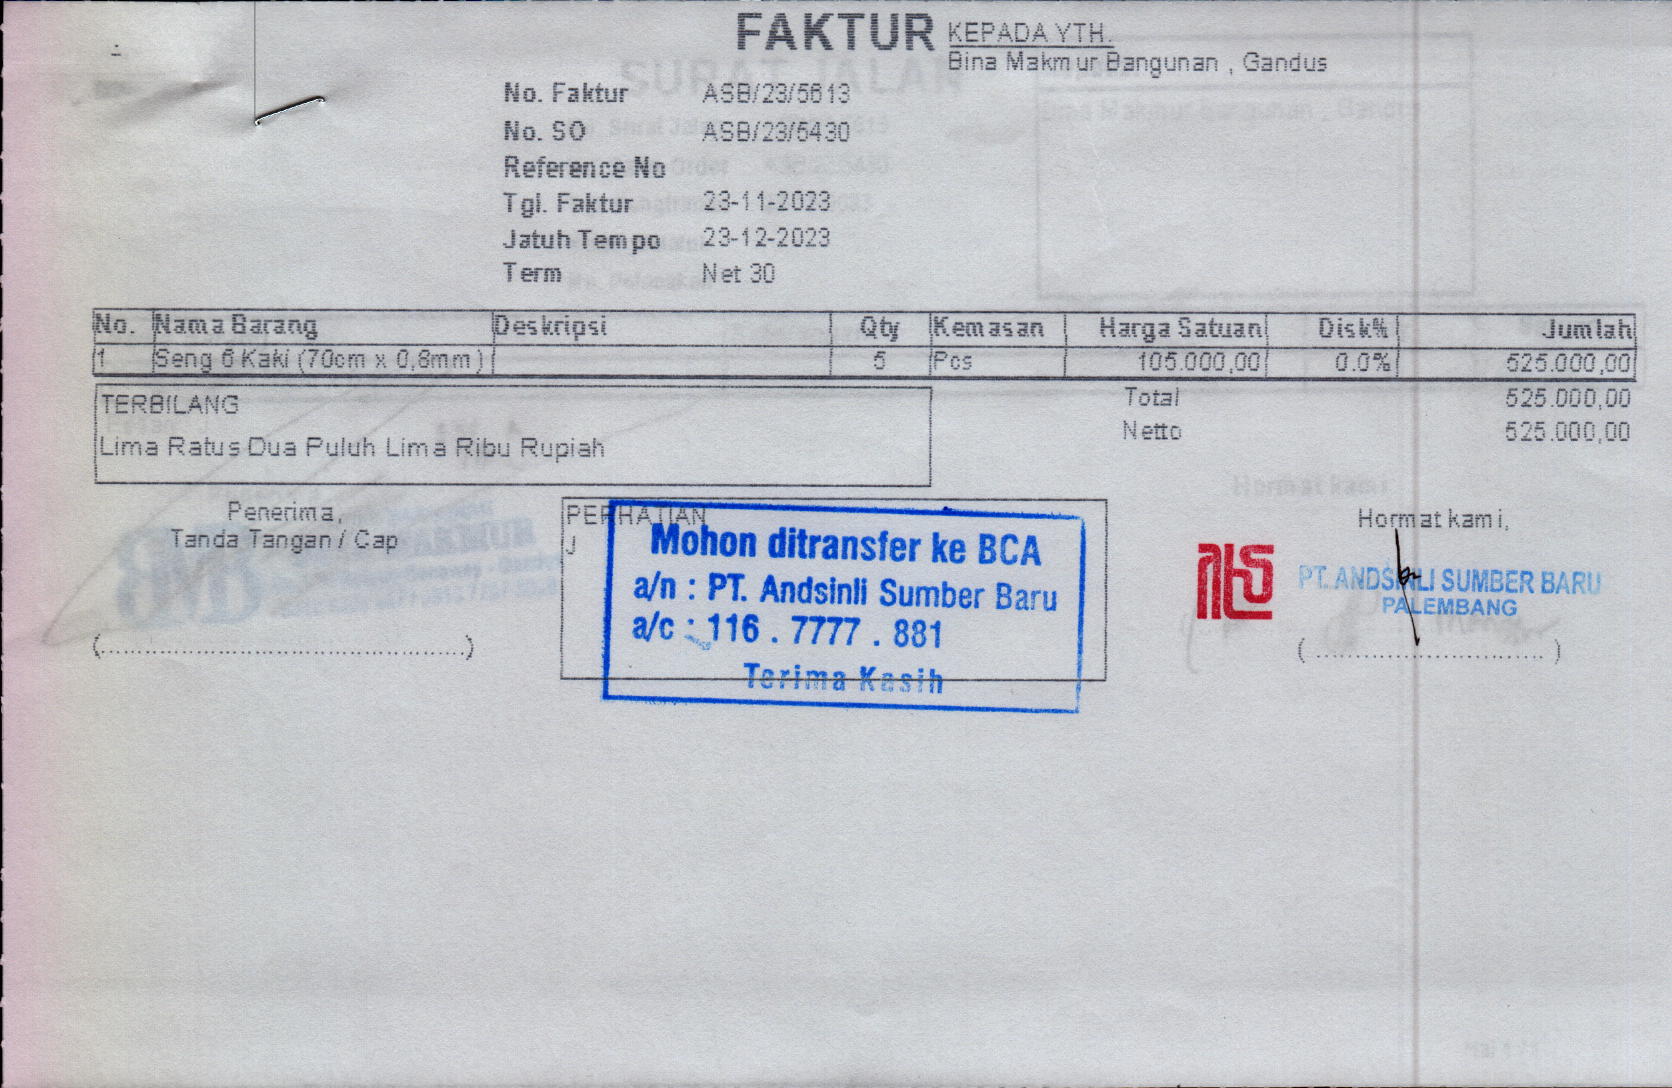 FAKTUR
KEPADA YTH.
Bina Makmur Bangunan , Gandus
No. Faktur ASB/23/5613
No. SO ASB/23/5430
Reference No
Tgl. Faktur 23-11-2023
Jatuh Tempo 23-12-2023
Term Net 30
No. Nama Barang Deskripsi Qty Kemasan Harga Satuan Disk% Jumlah
1 Seng 6 Kaki (70cm x 0,8mm) 5 Pcs 105.000,00 0.0% 525.000,00
TERBILANG
Lima Ratus Dua Puluh Lima Ribu Rupiah
Total 525.000,00
Netto 525.000,00
Penerima,
Tanda Tangan / Cap
(............................................)
PERHATIAN
Mohon ditransfer ke BCA
a/n : PT. Andsinli Sumber Baru
a/c : 116 . 7777 . 881
Terima Kasih
Hormat kami,
PT. ANDSINLI SUMBER BARU
PALEMBANG
(............................)